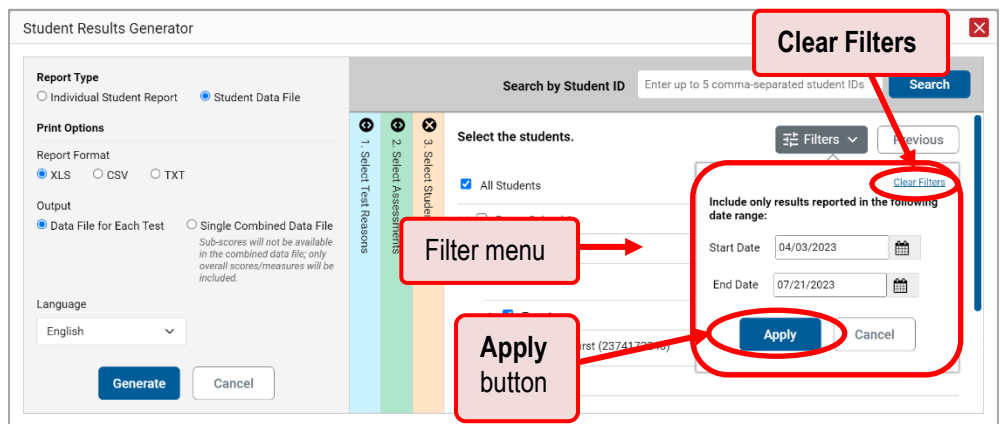 Student Results Generator
Clear Filters
Report Type
Individual Student Report
Student Data File
Print Options
Report Format
XLS
CSV
TXT
Output
Data File for Each Test
Single Combined Data File
Sub-scores will not be available
in the combined data file; only
overall scores/measures will be
included.
Language
English
Generate
Cancel
Search by Student ID
Enter up to 5 comma-separated student IDs
Search
1. Select Test Reasons
2. Select Assessments
3. Select
Select the students.
Filters
Previous
All Students
Clear Filters
Include only results reported in the following
date range:
Start Date
04/03/2023
End Date
07/21/2023
Apply
Cancel
Filter menu
Apply
button